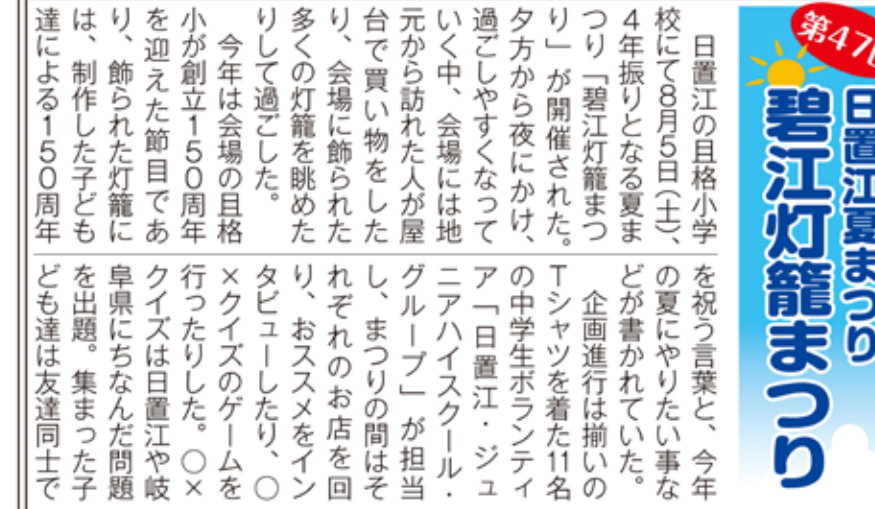 第47回
日置江夏まつり
碧江灯籠まつり
　日置江の且格小学
校にて8月5日（土）、
4年振りとなる夏ま
つり「碧江灯籠まつ
り」が開催された。
夕方から夜にかけ、
過ごしやすくなって
いく中、会場には地
元から訪れた人が屋
台で買い物をした
り、会場に飾られた
多くの灯籠を眺めた
りして過ごした。
　今年は会場の且格
小が創立150周年
を迎えた節目であ
り、飾られた灯籠に
は、制作した子ども
達による150周年
を祝う言葉と、今年
の夏にやりたい事な
どが書かれていた。
　企画進行は揃いの
Tシャツを着た11名
の中学生ボランティ
ア「日置江・ジュ
ニアハイスクール・
グループ」が担当
し、まつりの間はそ
れぞれのお店を回
り、おススメをイン
タビューしたり、○
×クイズのゲームを
行ったりした。○×
クイズは日置江や岐
阜県にちなんだ問題
を出題。集まった子
ども達は友達同士で